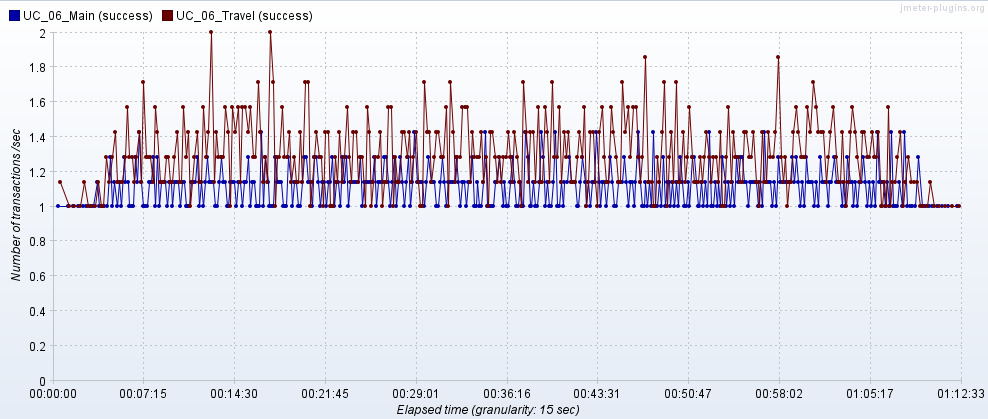 UC_06_Main (success) UC_06_Travel (success)
jmeter-plugins.org
Number of transactions /sec
2
1.8
1.6
1.4
1.2
1
0.8
0.6
0.4
0.2
0
00:00:00 00:07:15 00:14:30 00:21:45 00:29:01 00:36:16 00:43:31 00:50:47 00:58:02 01:05:17 01:12:33
Elapsed time (granularity: 15 sec)